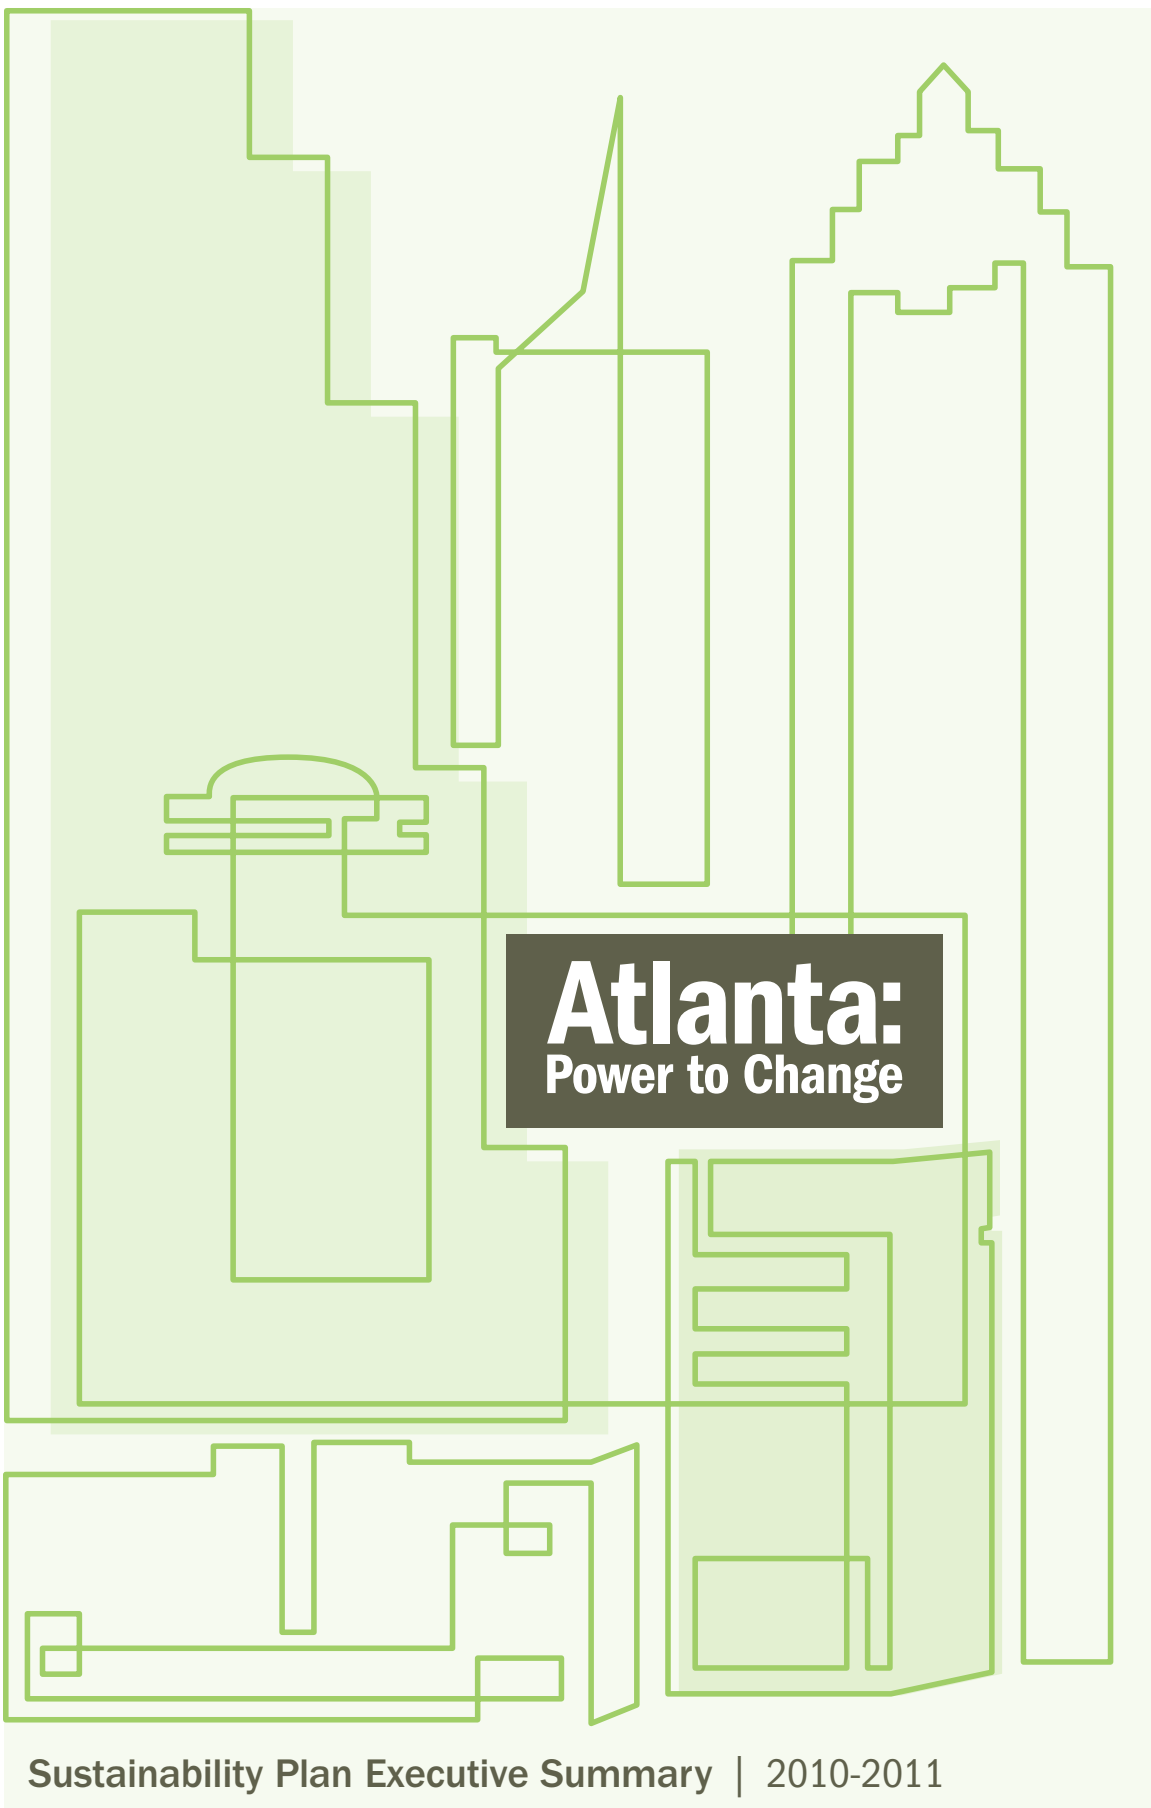 Atlanta:
Power to Change
Sustainability Plan Executive Summary | 2010-2011